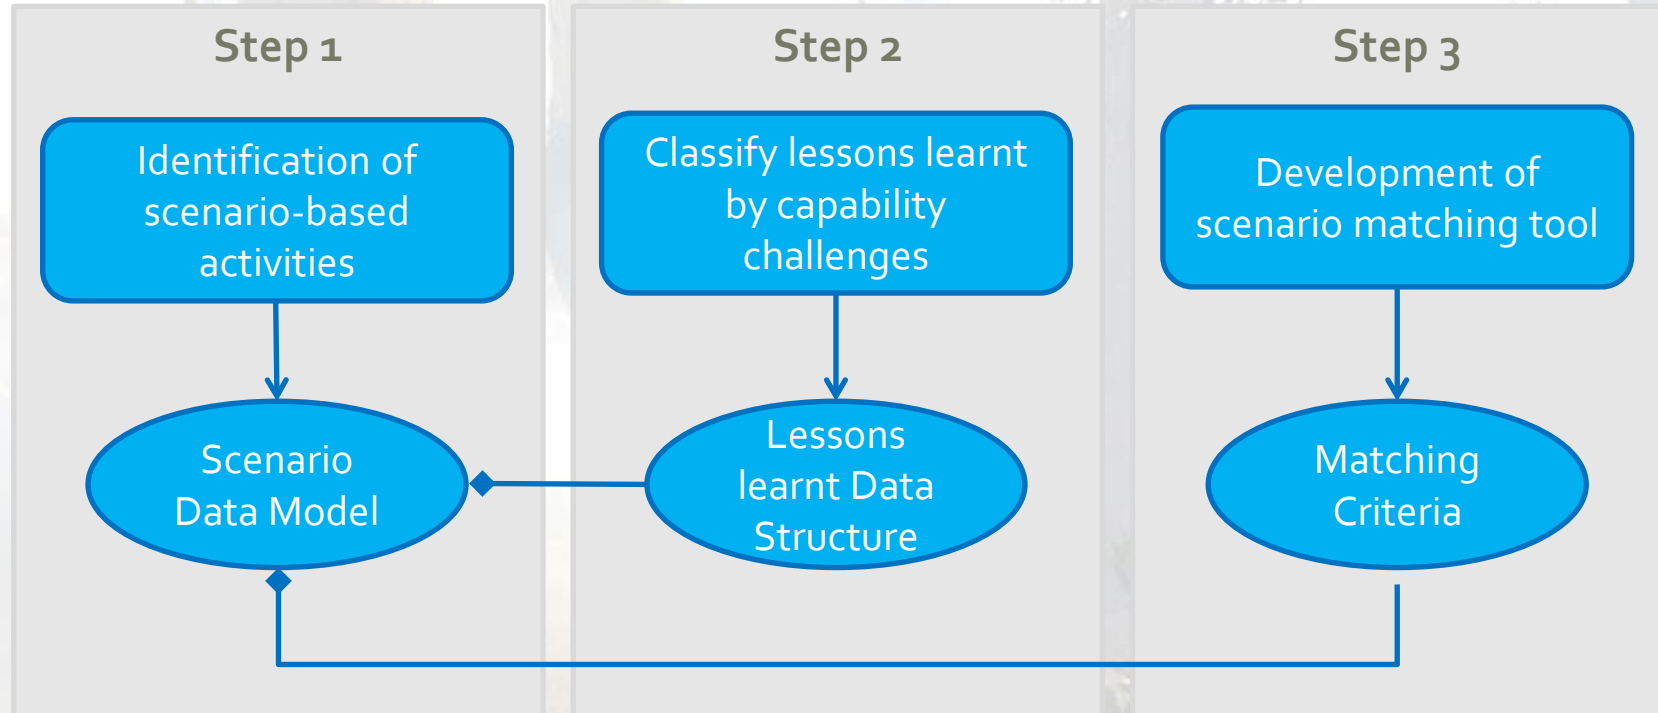 Step 1
Identification of
scenario-based
activities
Scenario
Data Model
Step 2
Classify lessons learnt
by capability
challenges
Lessons
learnt Data
Structure
Step 3
Development of
scenario matching tool
Matching
Criteria